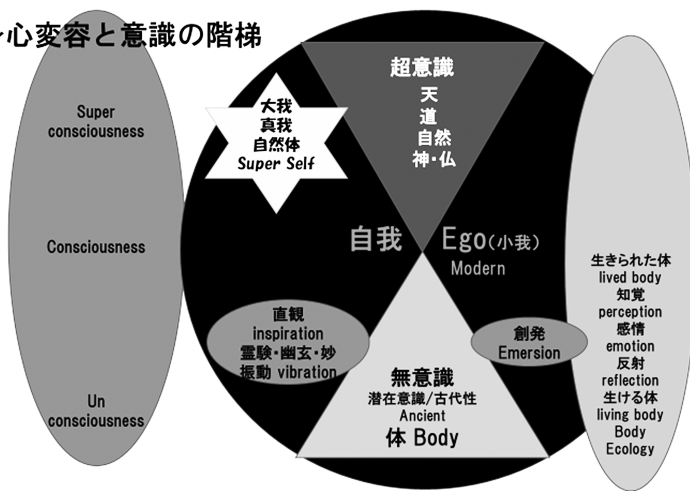 心変容と意識の階梯
Super
consciousness
Consciousness
Un
consciousness
大我
真我
自然体
Super Self
超意識
天
道
自然
神・仏
自我 Ego(小我)
Modern
直観
inspiration
霊験・幽玄・妙
振動 vibration
創発
Emersion
無意識
潜在意識/古代性
Ancient
体 Body
生きられた体
lived body
知覚
perception
感情
emotion
反射
reflection
生ける体
living body
Body
Ecology